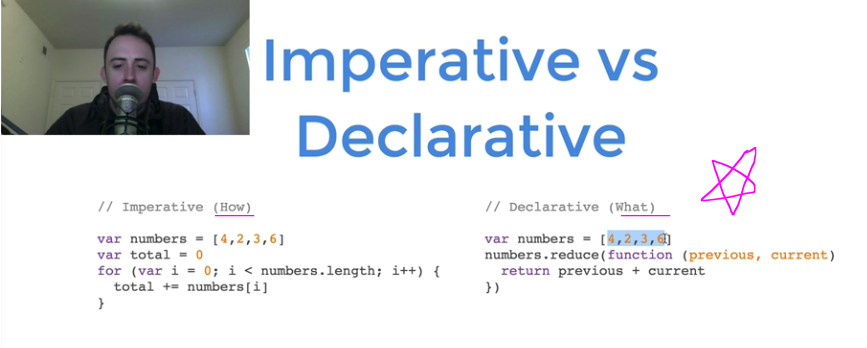 Imperative vs
Declarative
// Imperative (How)
var numbers = [4,2,3,6]
var total = 0
for (var i = 0; i < numbers.length; i++) {
  total += numbers[i]
}
// Declarative (What)
var numbers = [4,2,3,6]
numbers.reduce(function (previous, current)
  return previous + current
})